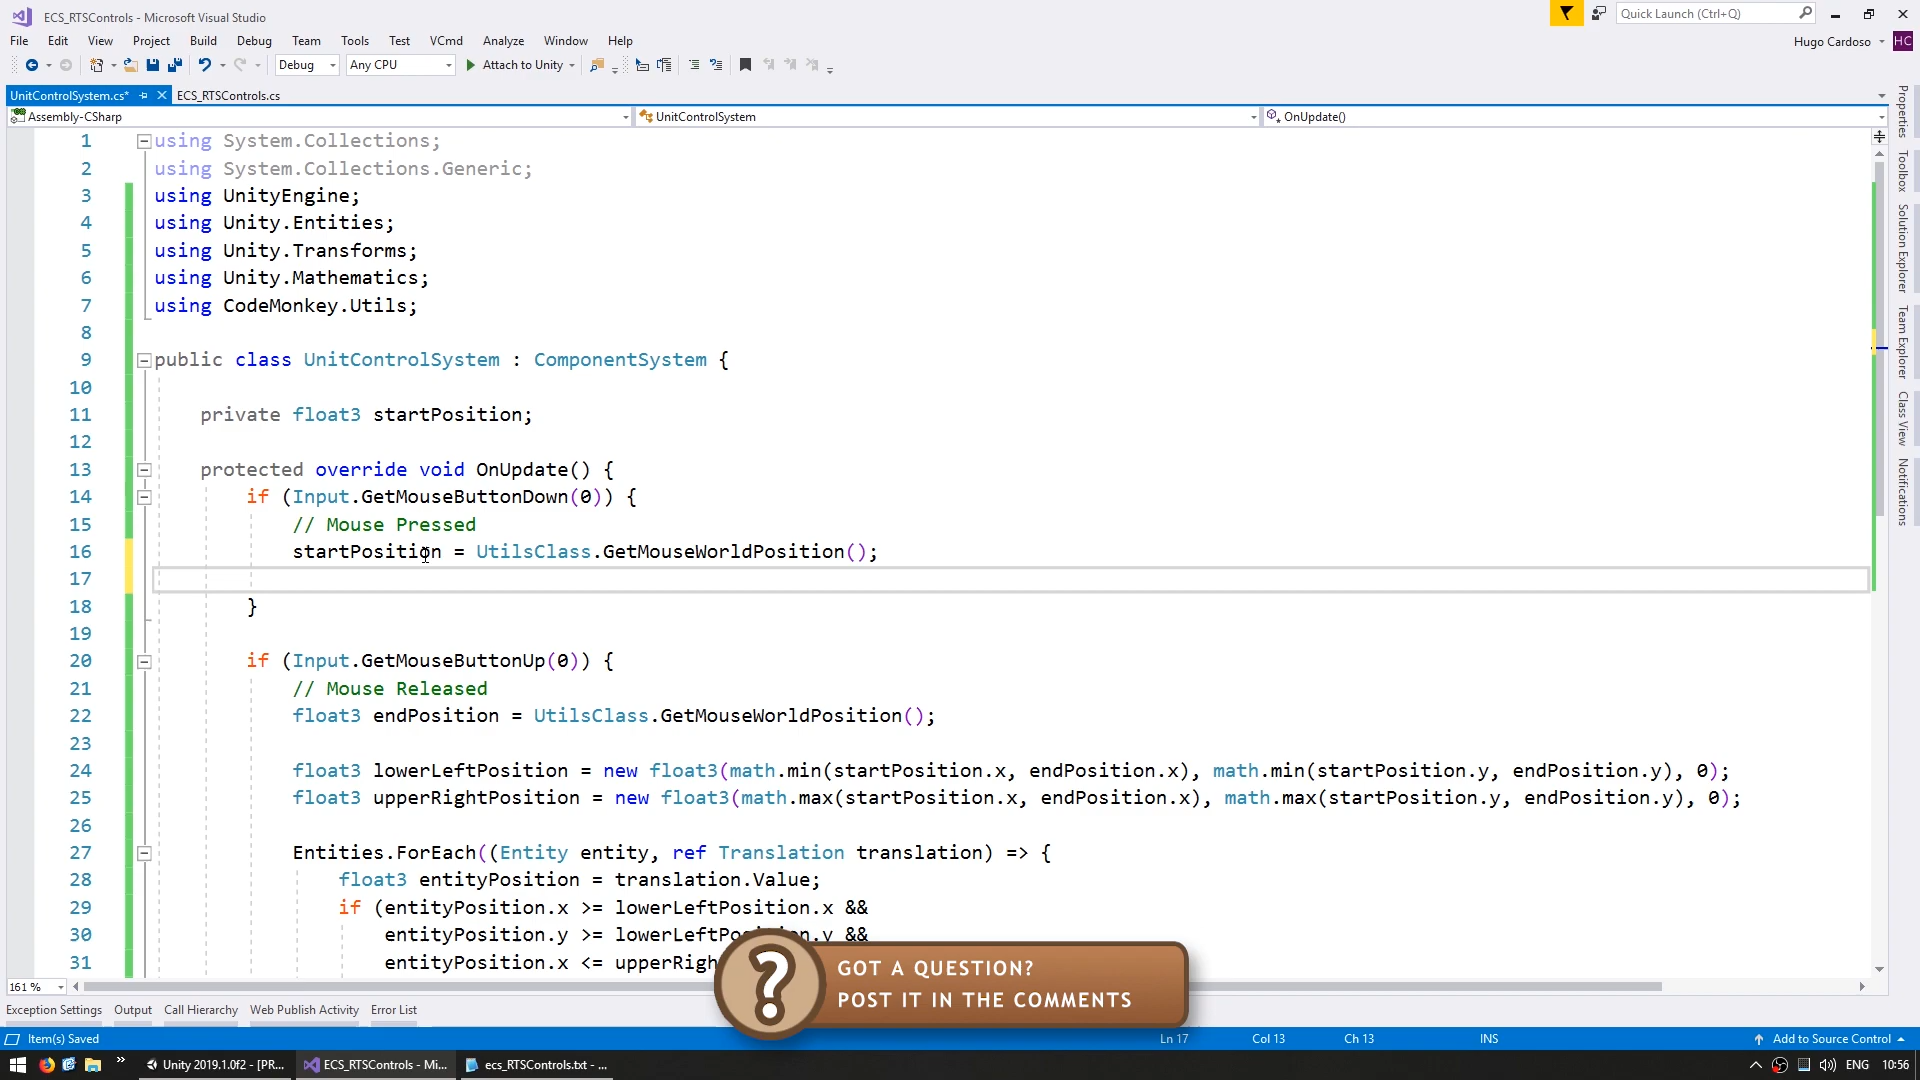 ECS_RTSControls - Microsoft Visual Studio
Quick Launch (Ctrl+Q)
File Edit View Project Build Debug Team Tools Test VCmd Analyze Window Help
Hugo Cardoso HC
Debug Any CPU Attach to Unity
UnitControlSystem.cs* ECS_RTSControls.cs
Assembly-CSharp UnitControlSystem OnUpdate()
1 using System.Collections;
2 using System.Collections.Generic;
3 using UnityEngine;
4 using Unity.Entities;
5 using Unity.Transforms;
6 using Unity.Mathematics;
7 using CodeMonkey.Utils;
8
9 public class UnitControlSystem : ComponentSystem {
10
11 private float3 startPosition;
12
13 protected override void OnUpdate() {
14 if (Input.GetMouseButtonDown(0)) {
15 // Mouse Pressed
16 startPosition = UtilsClass.GetMouseWorldPosition();
17
18 }
19
20 if (Input.GetMouseButtonUp(0)) {
21 // Mouse Released
22 float3 endPosition = UtilsClass.GetMouseWorldPosition();
23
24 float3 lowerLeftPosition = new float3(math.min(startPosition.x, endPosition.x), math.min(startPosition.y, endPosition.y), 0);
25 float3 upperRightPosition = new float3(math.max(startPosition.x, endPosition.x), math.max(startPosition.y, endPosition.y), 0);
26
27 Entities.ForEach((Entity entity, ref Translation translation) => {
28 float3 entityPosition = translation.Value;
29 if (entityPosition.x >= lowerLeftPosition.x &&
30 entityPosition.y >= lowerLeftPosition.y &&
31 entityPosition.x <= upperRigh
GOT A QUESTION?
POST IT IN THE COMMENTS
Properties
Toolbox
Solution Explorer
Team Explorer
Class View
Notifications
161 %
Exception Settings Output Call Hierarchy Web Publish Activity Error List
Item(s) Saved Ln 17 Col 13 Ch 13 INS Add to Source Control
Unity 2019.1.0f2 - [PR... ECS_RTSControls - Mi... ecs_RTSControls.txt - ... ENG 10:56